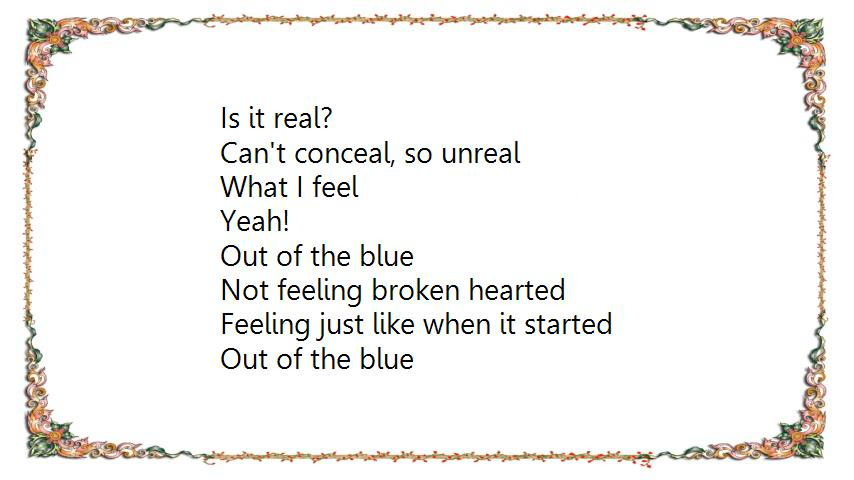 Is it real?
Can't conceal, so unreal
What I feel
Yeah!
Out of the blue
Not feeling broken hearted
Feeling just like when it started
Out of the blue